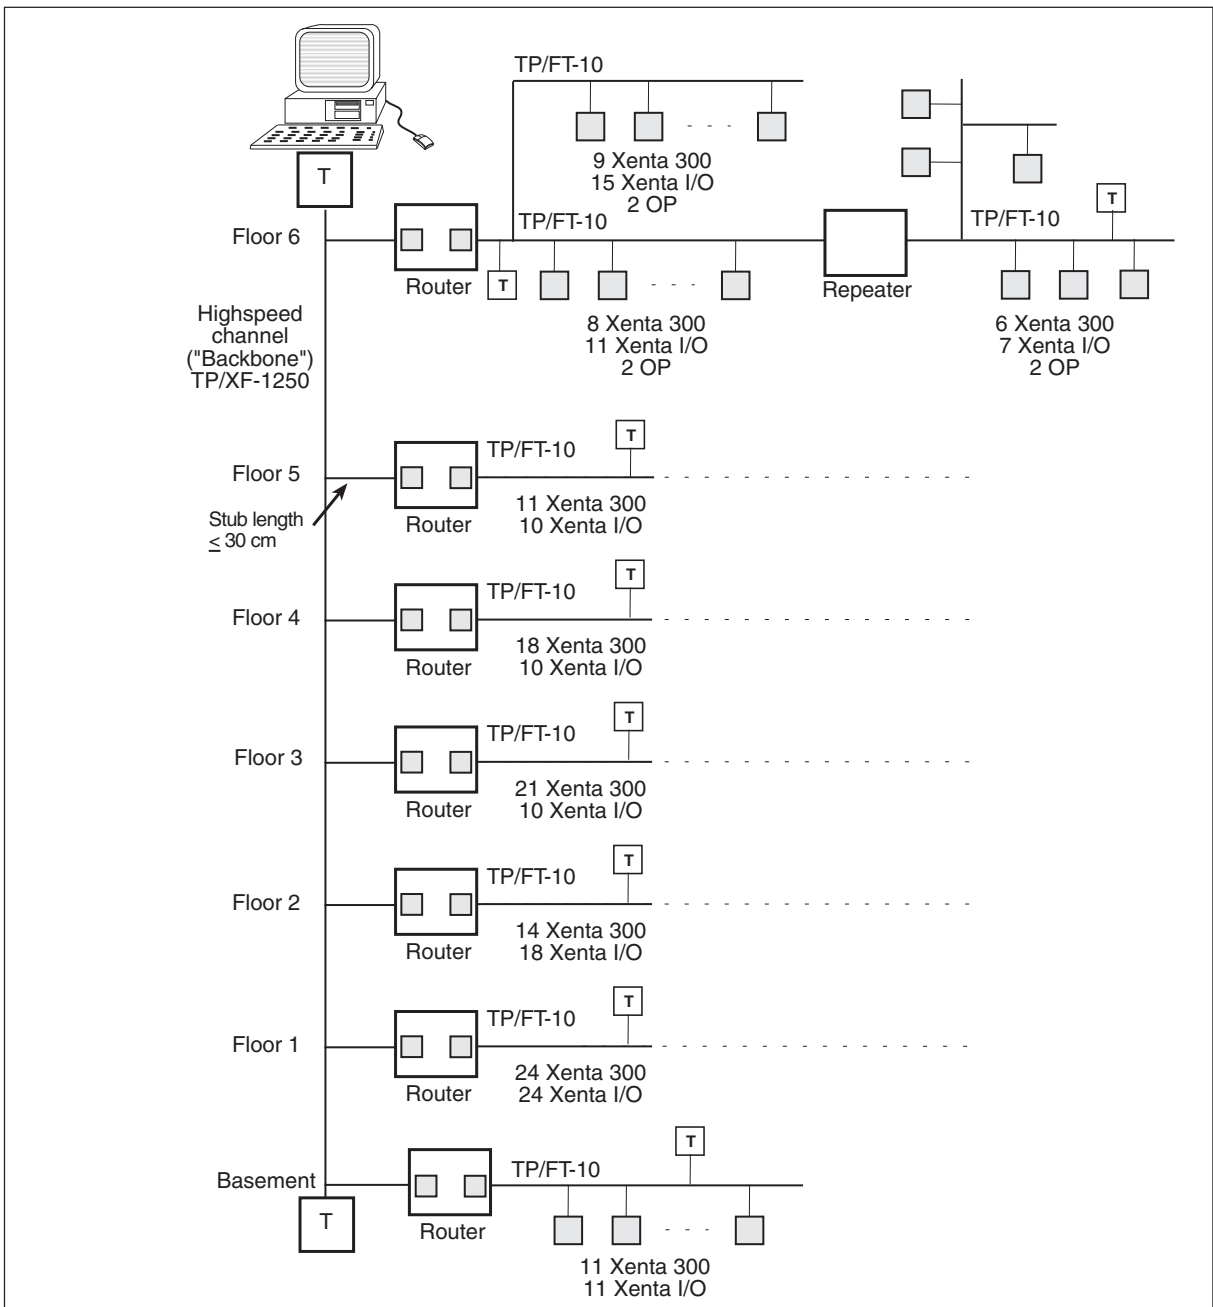 TP/FT-10
9 Xenta 300
15 Xenta I/O
2 OP
T
Floor 6
Router
TP/FT-10
T
8 Xenta 300
11 Xenta I/O
2 OP
Repeater
TP/FT-10
T
6 Xenta 300
7 Xenta I/O
2 OP
Highspeed
channel
("Backbone")
TP/XF-1250
Floor 5
Stub length
≤ 30 cm
Router
TP/FT-10
T
11 Xenta 300
10 Xenta I/O
Floor 4
Router
TP/FT-10
T
18 Xenta 300
10 Xenta I/O
Floor 3
Router
TP/FT-10
T
21 Xenta 300
10 Xenta I/O
Floor 2
Router
TP/FT-10
T
14 Xenta 300
18 Xenta I/O
Floor 1
Router
TP/FT-10
T
24 Xenta 300
24 Xenta I/O
Basement
T
Router
TP/FT-10
T
11 Xenta 300
11 Xenta I/O